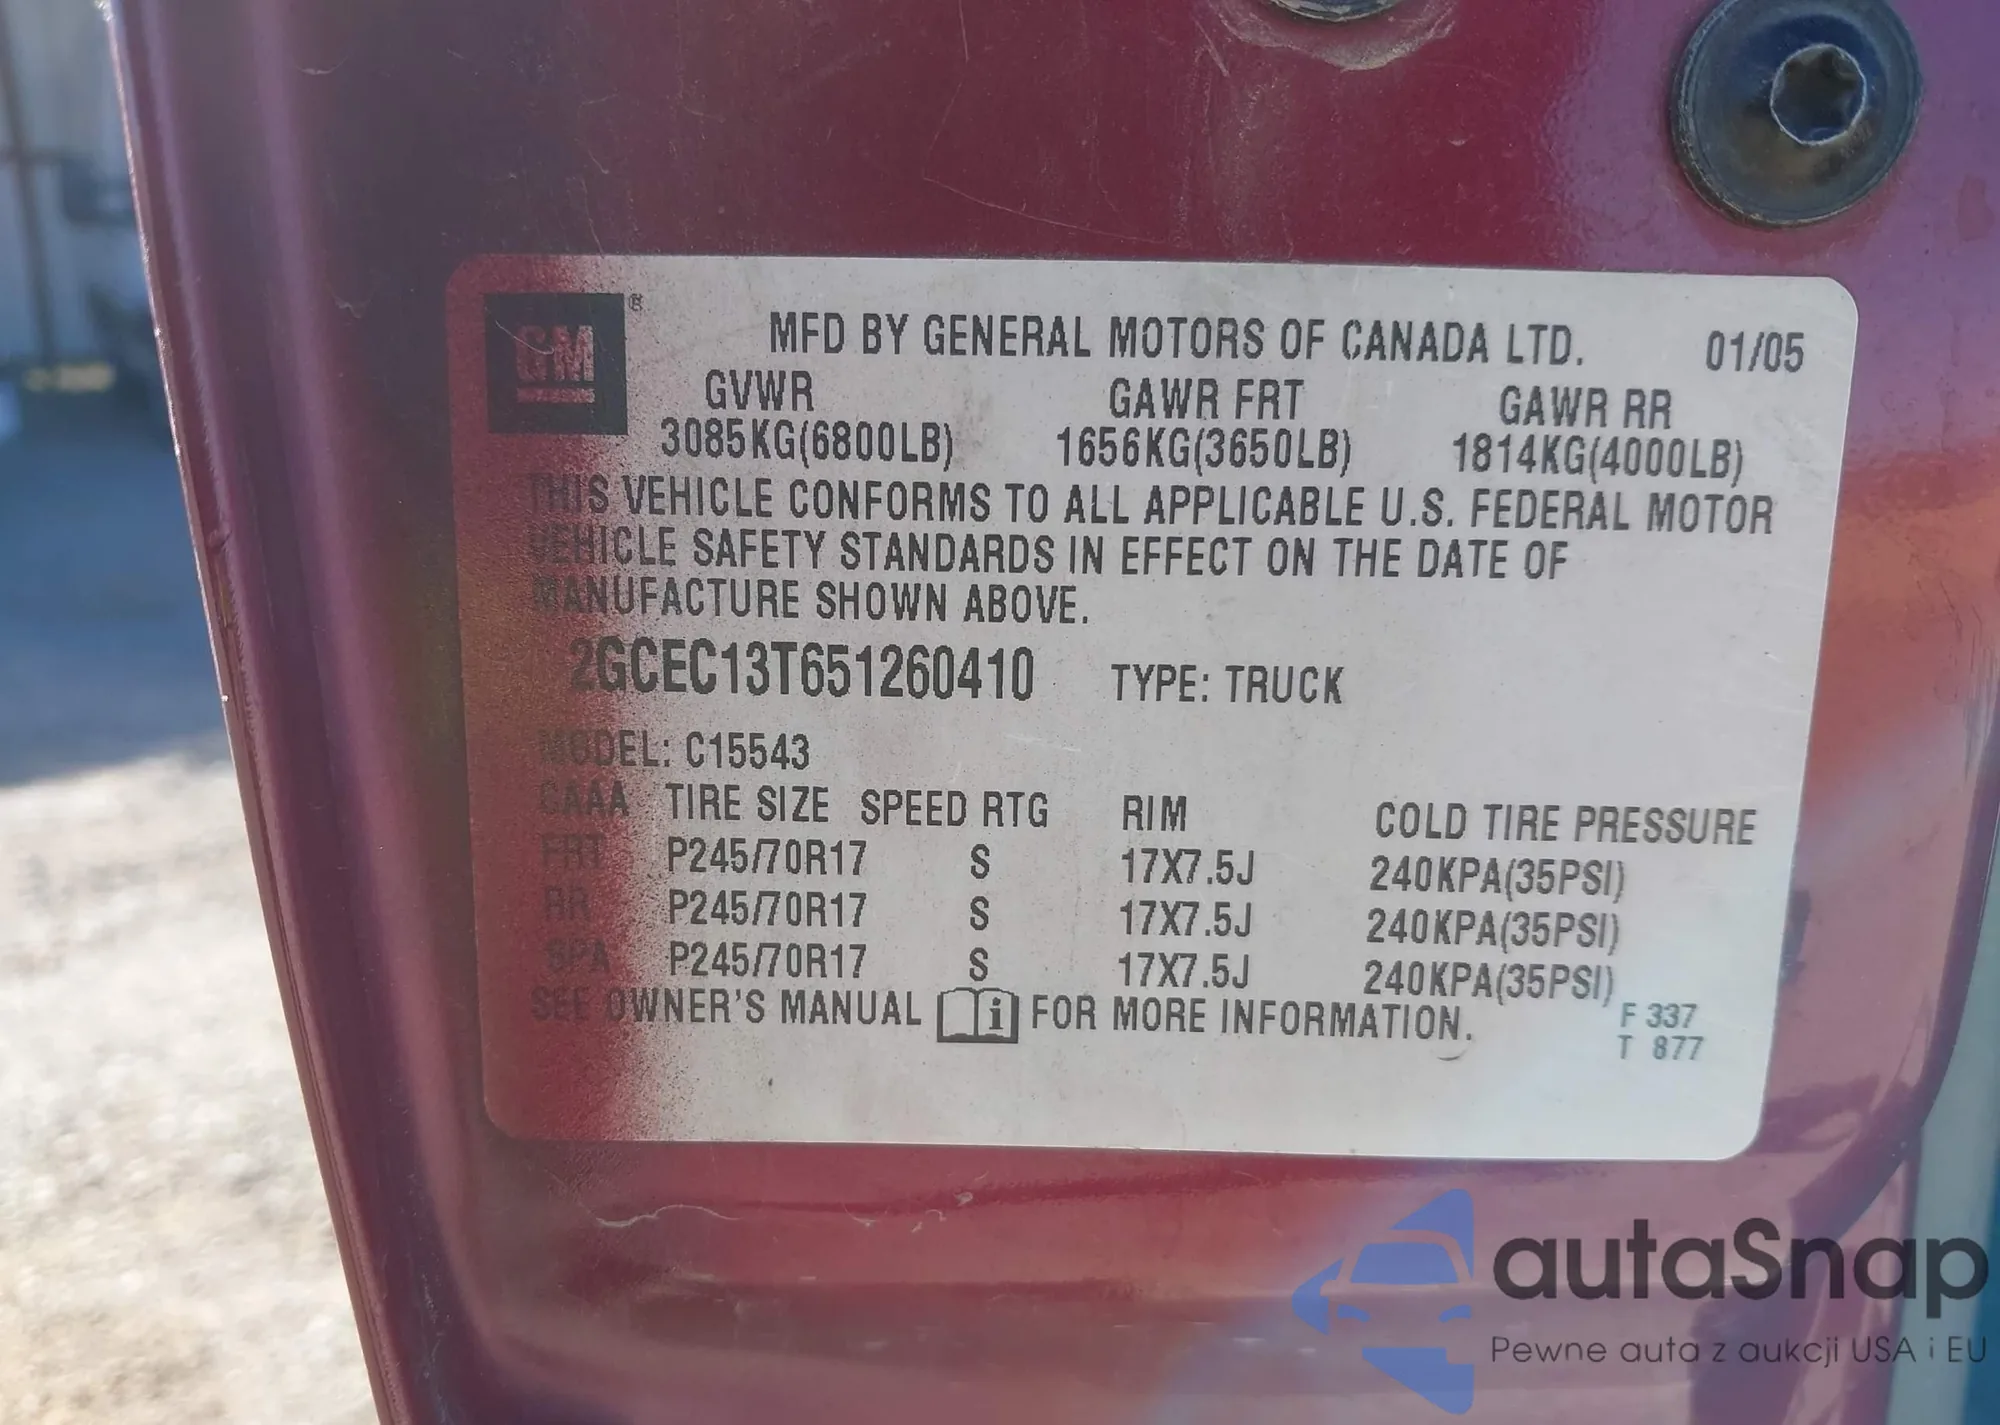 GM ®
MFD BY GENERAL MOTORS OF CANADA LTD. 01/05
GVWR GAWR FRT GAWR RR
3085KG(6800LB) 1656KG(3650LB) 1814KG(4000LB)
THIS VEHICLE CONFORMS TO ALL APPLICABLE U.S. FEDERAL MOTOR
VEHICLE SAFETY STANDARDS IN EFFECT ON THE DATE OF
MANUFACTURE SHOWN ABOVE.
2GCEC13T651260410 TYPE: TRUCK
MODEL: C15543
GAAA TIRE SIZE SPEED RTG RIM COLD TIRE PRESSURE
FRT P245/70R17 S 17X7.5J 240KPA(35PSI)
RR P245/70R17 S 17X7.5J 240KPA(35PSI)
SPA P245/70R17 S 17X7.5J 240KPA(35PSI)
SEE OWNER'S MANUAL i FOR MORE INFORMATION.
F 337
T 877
autaSnap
Pewne auta z aukcji USA i EU